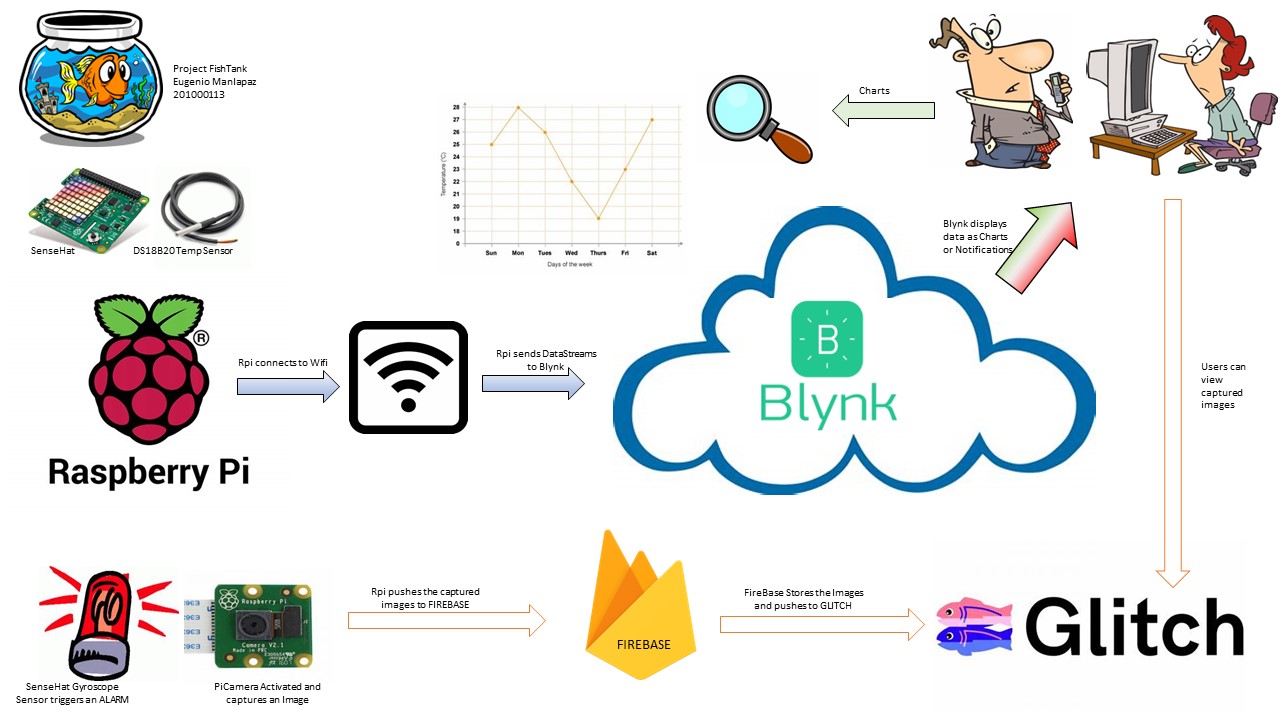 Project FishTank
Eugenio Manlapaz
201000113
SenseHat
DS18B20 Temp Sensor
28
27
26
24
23
22
21
20
19
18
0
Temperature (°C)
Sun
Mon
Tues
Wed
Thurs
Fri
Sat
Days of the week
Charts
Blynk displays
data as Charts
or Notifications
®
Raspberry Pi
Rpi connects to Wifi
Rpi sends DataStreams
to Blynk
B
Blynk
Users can
view
captured
images
SenseHat Gyroscope
Sensor triggers an ALARM
Raspberry Pi
Camera V2.1
PiCamera Activated and
captures an Image
Rpi pushes the captured
images to FIREBASE
FIREBASE
FireBase Stores the Images
and pushes to GLITCH
Glitch